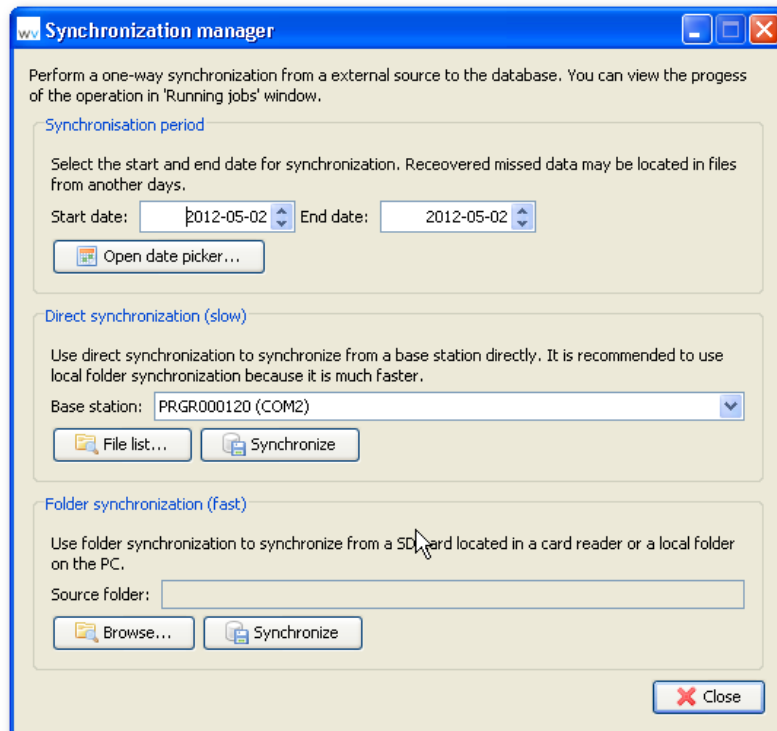 wv Synchronization manager
Perform a one-way synchronization from a external source to the database. You can view the progess
of the operation in 'Running jobs' window.
Synchronisation period
Select the start and end date for synchronization. Receovered missed data may be located in files
from another days.
Start date: 2012-05-02 End date: 2012-05-02
Open date picker...
Direct synchronization (slow)
Use direct synchronization to synchronize from a base station directly. It is recommended to use
local folder synchronization because it is much faster.
Base station: PRGR000120 (COM2)
File list... Synchronize
Folder synchronization (fast)
Use folder synchronization to synchronize from a SD card located in a card reader or a local folder
on the PC.
Source folder:
Browse... Synchronize
Close